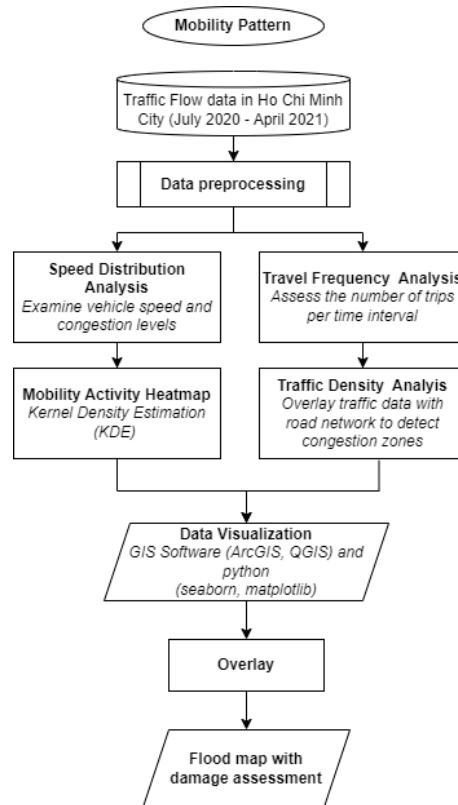 Mobility Pattern
Traffic Flow data in Ho Chi Minh
City (July 2020 - April 2021)
Data preprocessing
Speed Distribution
Analysis
Examine vehicle speed and
congestion levels
Travel Frequency Analysis
Assess the number of trips
per time interval
Mobility Activity Heatmap
Kernel Density Estimation
(KDE)
Traffic Density Analyis
Overlay traffic data with
road network to detect
congestion zones
Data Visualization
GIS Software (ArcGIS, QGIS) and
python
(seaborn, matplotlib)
Overlay
Flood map with
damage assessment